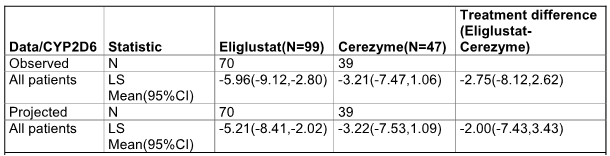 Data/CYP2D6 Statistic Eliglustat(N=99) Cerezyme(N=47) Treatment difference
(Eliglustat-
Cerezyme)
Observed N 70 39
All patients LS -5.96(-9.12,-2.80) -3.21(-7.47,1.06) -2.75(-8.12,2.62)
Mean(95%CI)
Projected N 70 39
All patients LS -5.21(-8.41,-2.02) -3.22(-7.53,1.09) -2.00(-7.43,3.43)
Mean(95%CI)